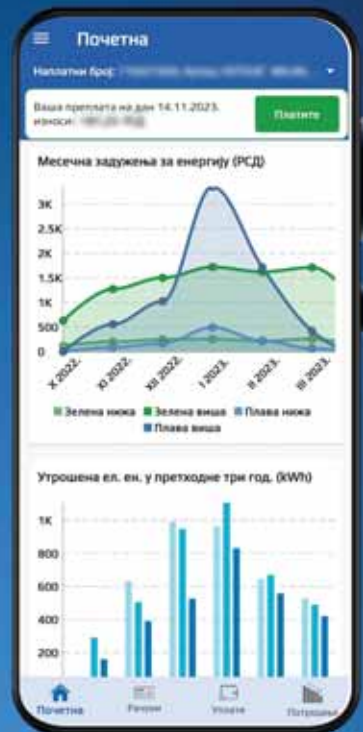 Почетна
Наплатни број:
Ваша преплата на дан 14.11.2023.
износи:
Платите
Месечна задужења за енергију (РСД)
3K
2.5K
2K
1.5K
1K
500
0
X 2022.
XI 2022.
XII 2022.
I 2023.
II 2023.
III 2023.
Зелена нижа Зелена виша Плава нижа
Плава виша
Утрошена ел. ен. у претходне три год. (kWh)
1K
800
600
400
200
Почетна Рачуни Уплате Потрошња